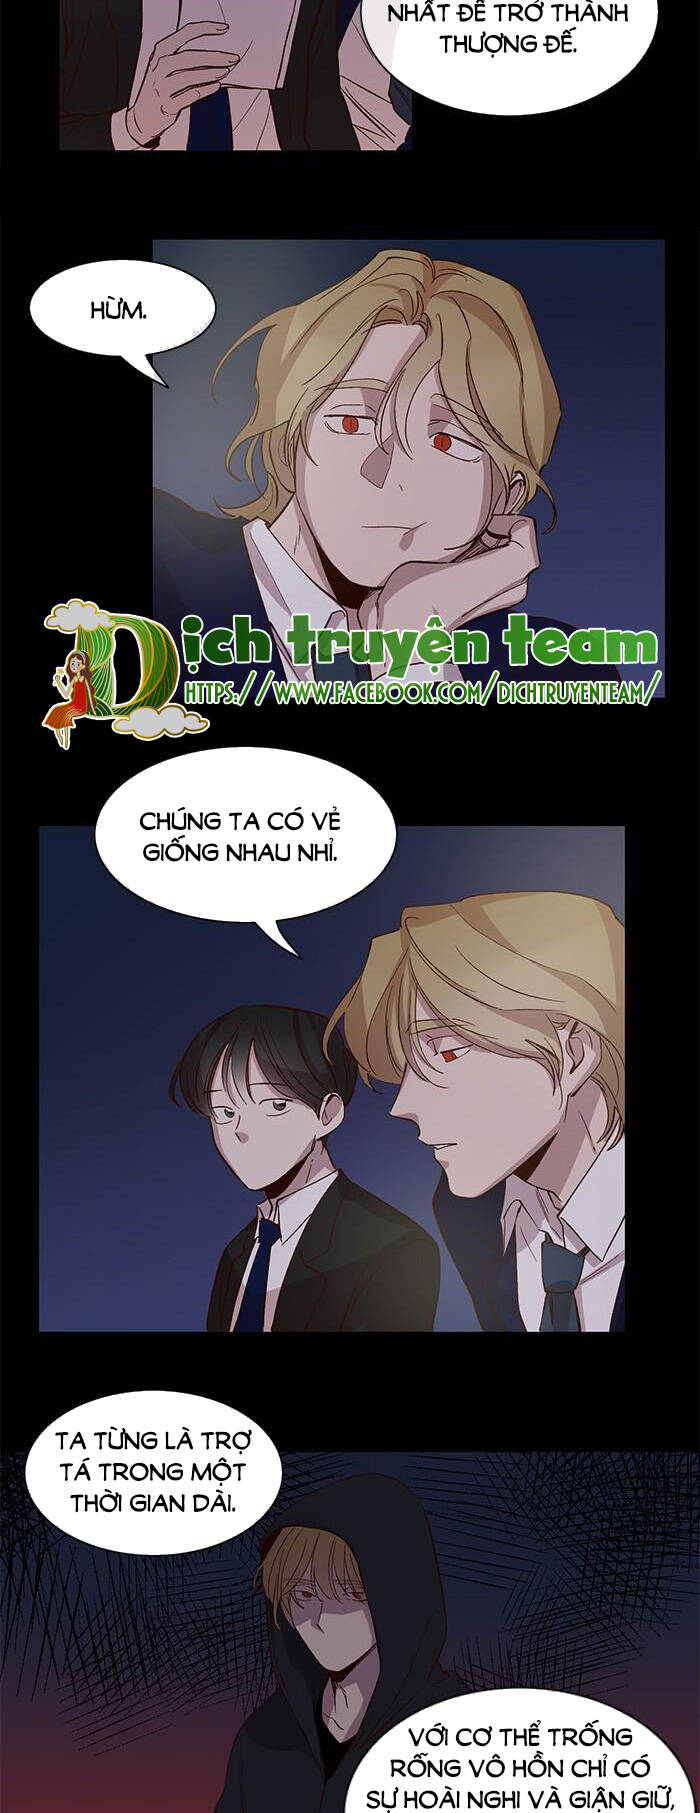 NHẤT ĐỂ TRỞ THÀNH
THƯỢNG ĐẾ.
HỪM.
Dịch truyện team
HTTPS://WWW.FACEBOOK.COM/DICHTRUYENTEAM/
CHÚNG TA CÓ VẺ
GIỐNG NHAU NHỈ.
TA TỪNG LÀ TRỢ
TÁ TRONG MỘT
THỜI GIAN DÀI.
VỚI CƠ THỂ TRỐNG
RỖNG VÔ HỒN CHỈ CÓ
SỰ HOÀI NGHI VÀ GIẬN GIỮ,